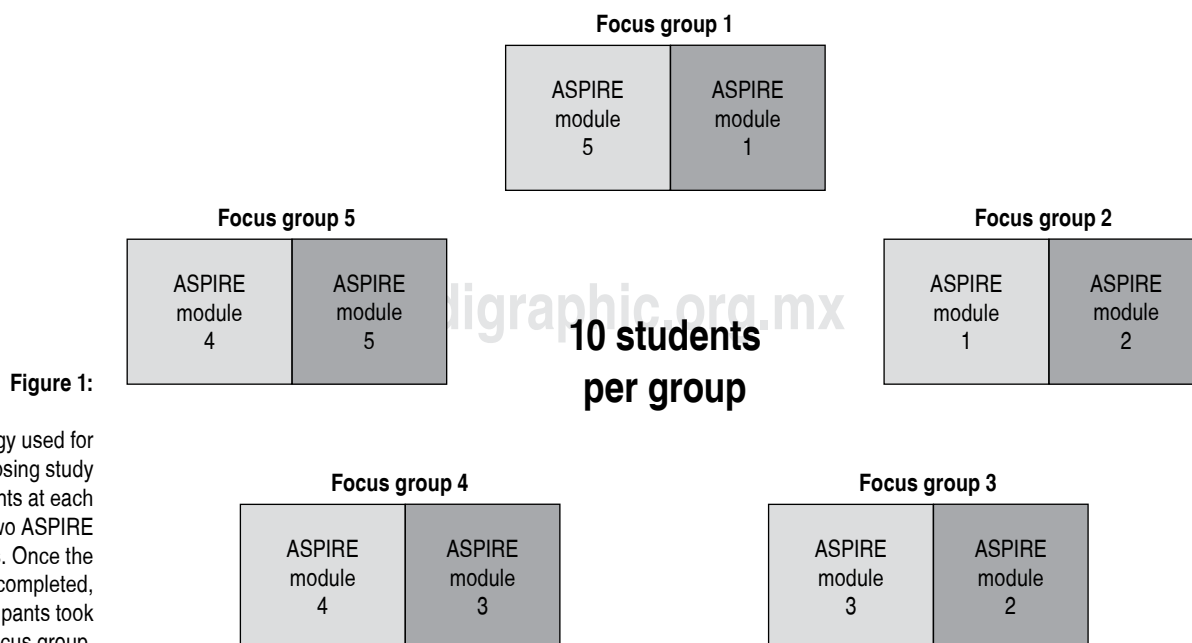 Focus group 1
ASPIRE
module
5
ASPIRE
module
1
Focus group 5
ASPIRE
module
4
ASPIRE
module
5
Focus group 2
ASPIRE
module
1
ASPIRE
module
2
digraphic.org.mx
10 students
per group
Figure 1:
gy used for
osing study
nts at each
wo ASPIRE
s. Once the
completed,
ipants took
cus group.
Focus group 4
ASPIRE
module
4
ASPIRE
module
3
Focus group 3
ASPIRE
module
3
ASPIRE
module
2